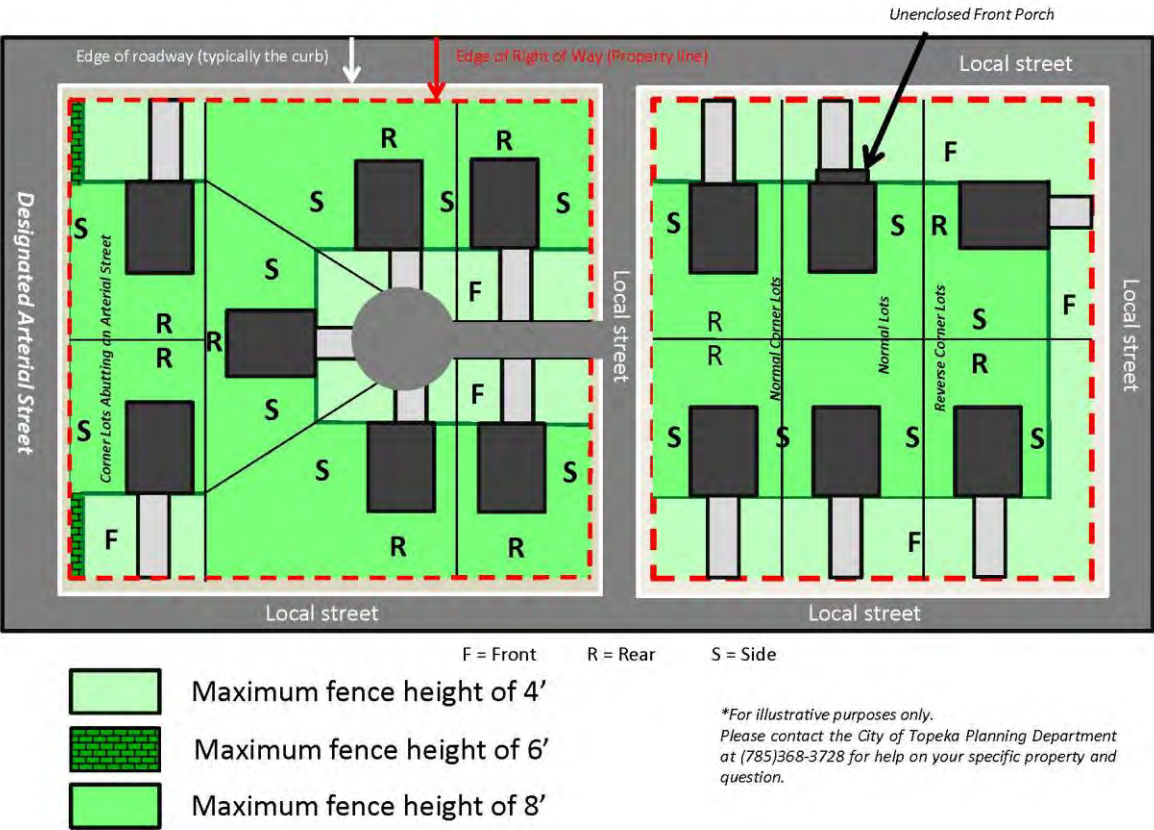 Unenclosed Front Porch
Edge of roadway (typically the curb)
Edge of Right of Way (Property line)
Local street
R
R
F
S
S
S
S
S
S
R
Designated Arterial Street
Corner Lots Abutting an Arterial Street
S
F
Local street
Normal Corner Lots
Normal Lots
Reverse Corner Lots
F
Local street
R
R
R
S
R
R
R
S
S
F
S
S
S
S
S
S
S
F
R
R
F
Local street
Local street
F = Front
R = Rear
S = Side
Maximum fence height of 4’
Maximum fence height of 6’
Maximum fence height of 8’
*For illustrative purposes only.
Please contact the City of Topeka Planning Department
at (785)368-3728 for help on your specific property and
question.